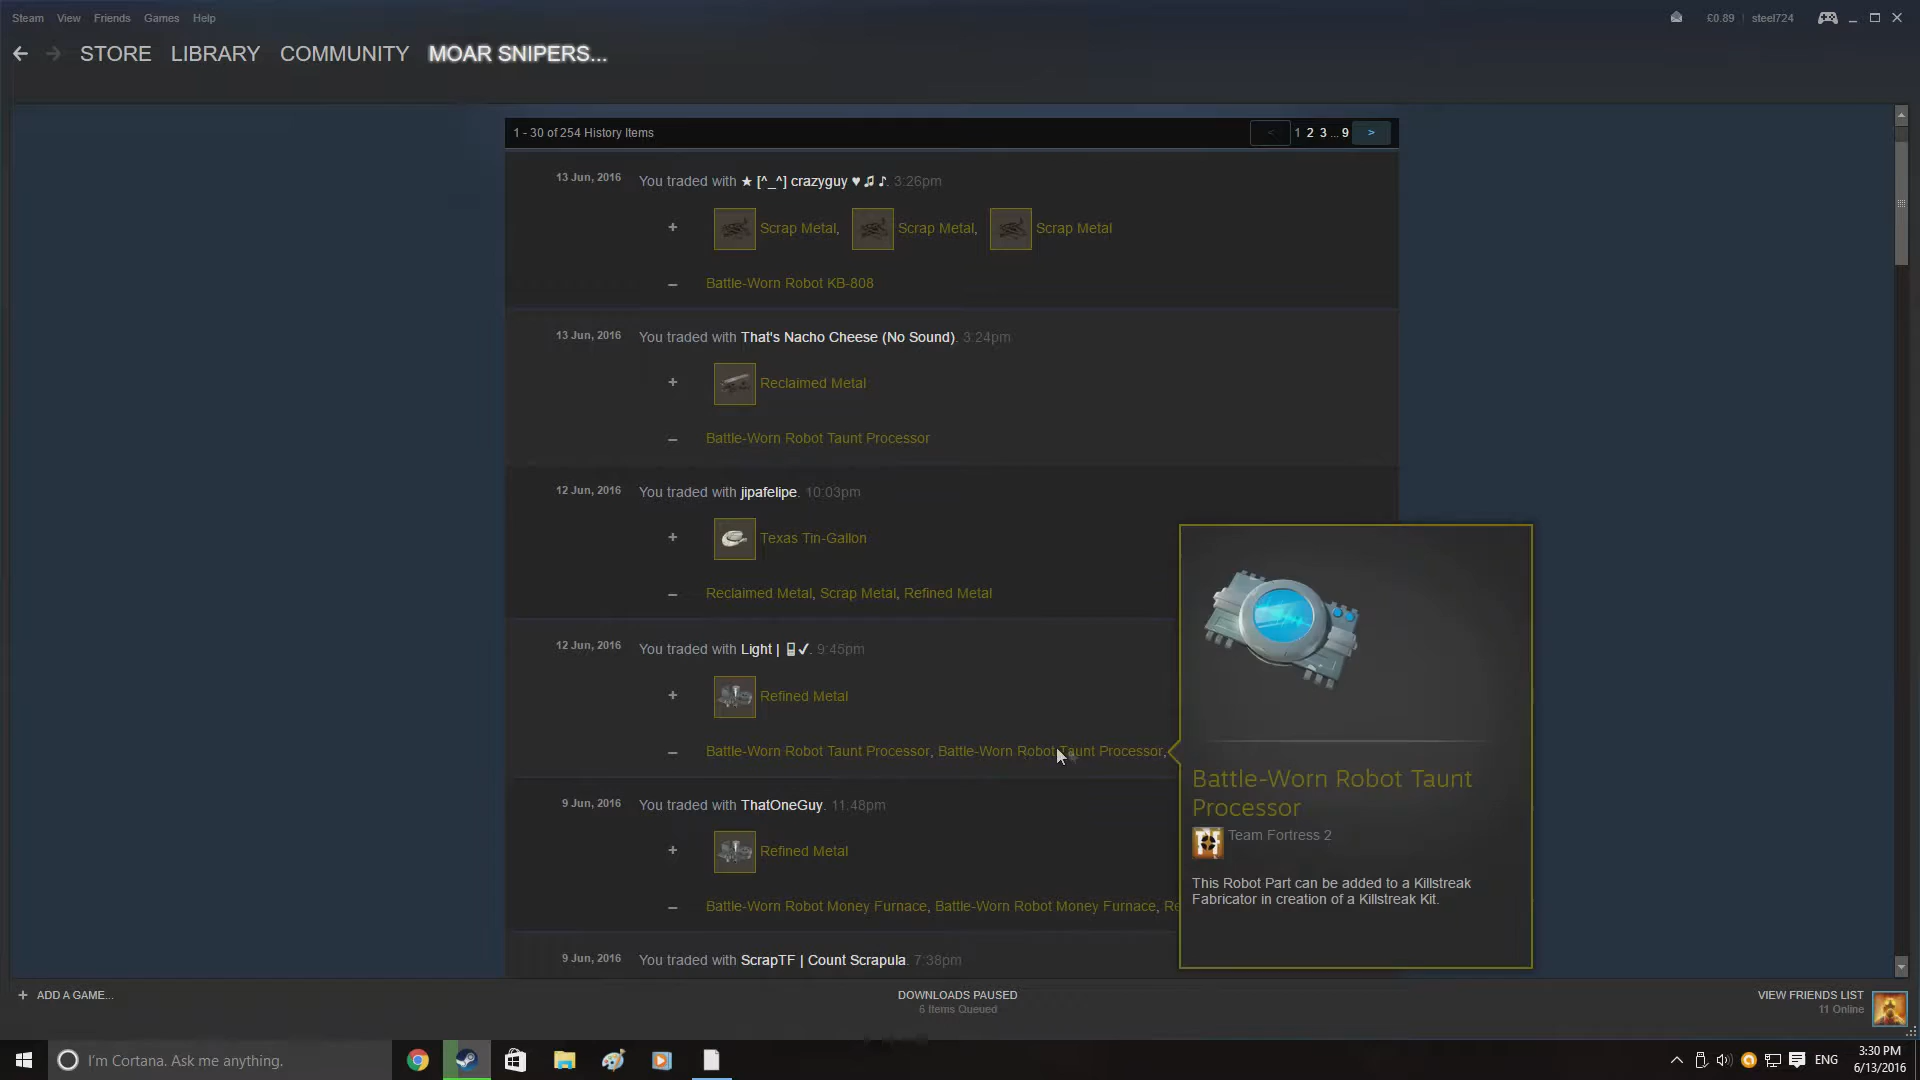 Steam View Friends Games Help
£0.89 steel724
STORE LIBRARY COMMUNITY MOAR SNIPERS...
1 - 30 of 254 History Items
< 1 2 3 ... 9 >
13 Jun, 2016 You traded with ★ [^_^] crazyguy ♥ ♫ ♪. 3:26pm
+ Scrap Metal, Scrap Metal, Scrap Metal
– Battle-Worn Robot KB-808
13 Jun, 2016 You traded with That's Nacho Cheese (No Sound). 3:24pm
+ Reclaimed Metal
– Battle-Worn Robot Taunt Processor
12 Jun, 2016 You traded with jipafelipe. 10:03pm
+ Texas Tin-Gallon
– Reclaimed Metal, Scrap Metal, Refined Metal
12 Jun, 2016 You traded with Light | 📱✓. 9:45pm
+ Refined Metal
– Battle-Worn Robot Taunt Processor, Battle-Worn Robot Taunt Processor,
9 Jun, 2016 You traded with ThatOneGuy. 11:48pm
+ Refined Metal
– Battle-Worn Robot Money Furnace, Battle-Worn Robot Money Furnace, Re
9 Jun, 2016 You traded with ScrapTF | Count Scrapula. 7:38pm
Battle-Worn Robot Taunt
Processor
Team Fortress 2
This Robot Part can be added to a Killstreak
Fabricator in creation of a Killstreak Kit.
+ ADD A GAME...
DOWNLOADS PAUSED
6 Items Queued
VIEW FRIENDS LIST
11 Online
I'm Cortana. Ask me anything.
ENG
3:30 PM
6/13/2016